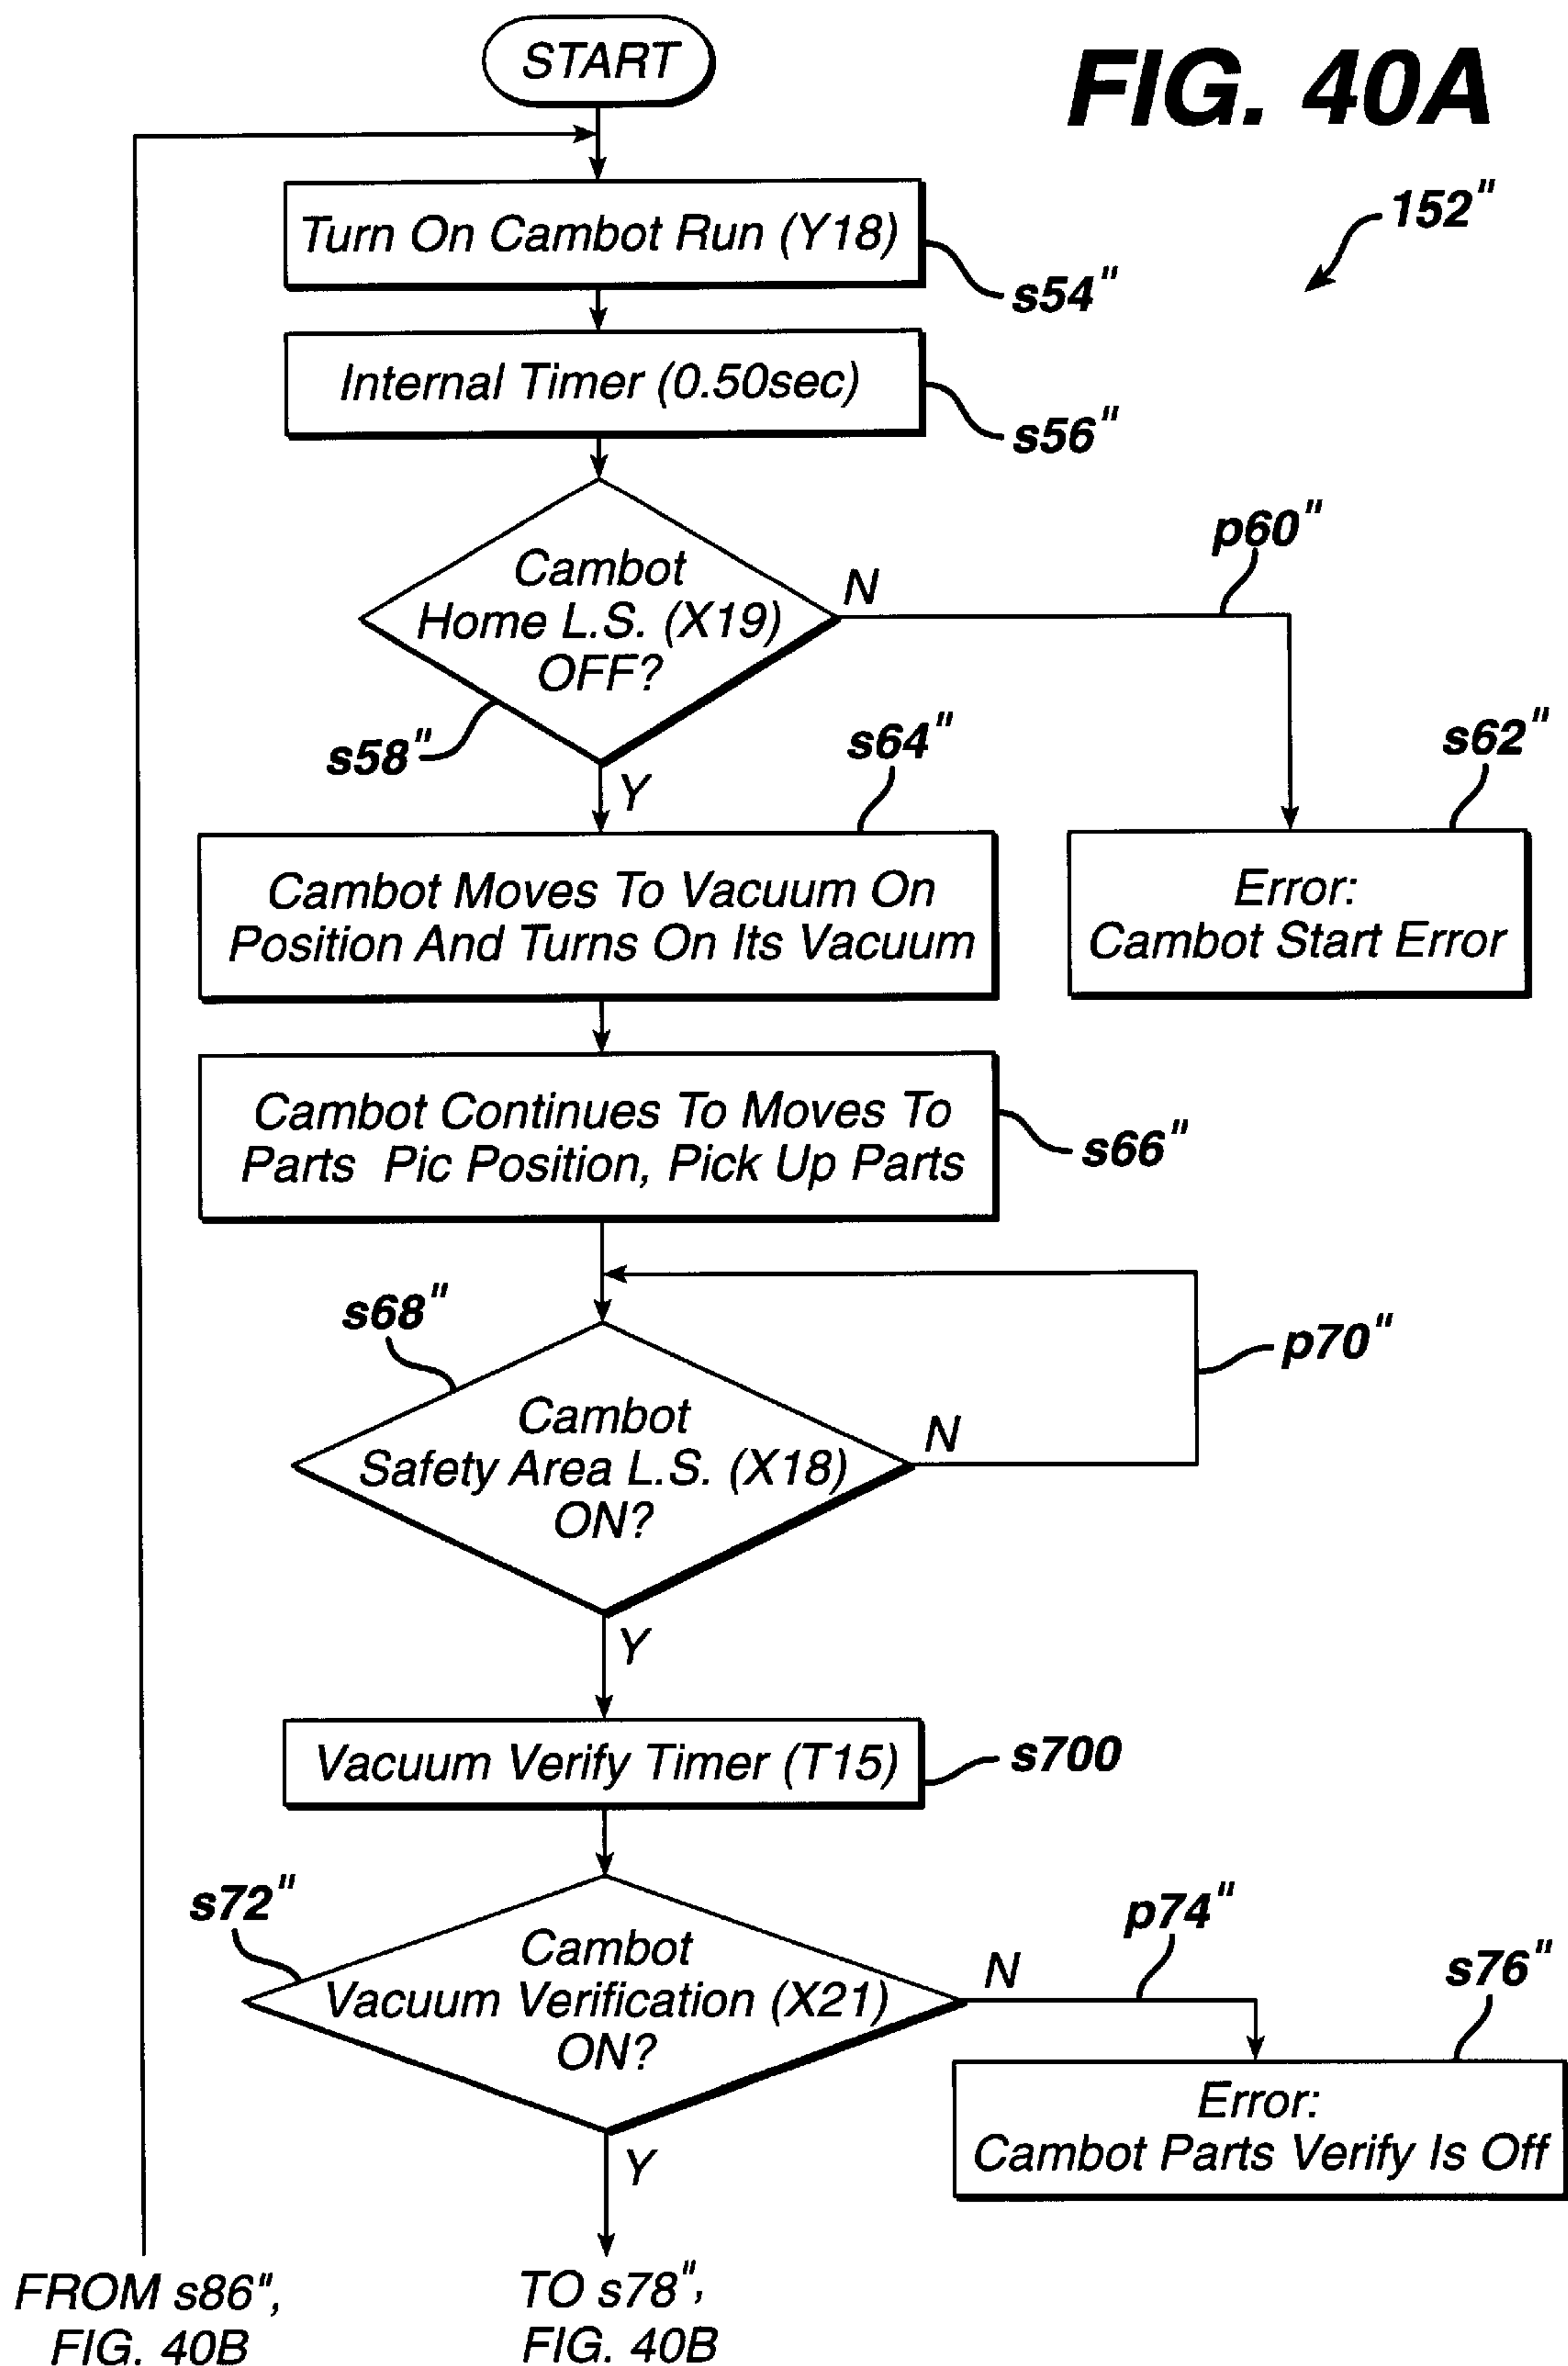 START
FIG. 40A
152"
Turn On Cambot Run (Y18)
s54"
Internal Timer (0.50sec)
s56"
Cambot
Home L.S. (X19)
OFF?
N
p60"
s58"
Y
s64"
s62"
Cambot Moves To Vacuum On
Position And Turns On Its Vacuum
Error:
Cambot Start Error
Cambot Continues To Moves To
Parts Pic Position, Pick Up Parts
s66"
s68"
p70"
Cambot
Safety Area L.S. (X18)
ON?
N
Y
Vacuum Verify Timer (T15)
s700
s72"
Cambot
Vacuum Verification (X21)
ON?
N
p74"
s76"
Error:
Cambot Parts Verify Is Off
Y
FROM s86",
FIG. 40B
TO s78",
FIG. 40B